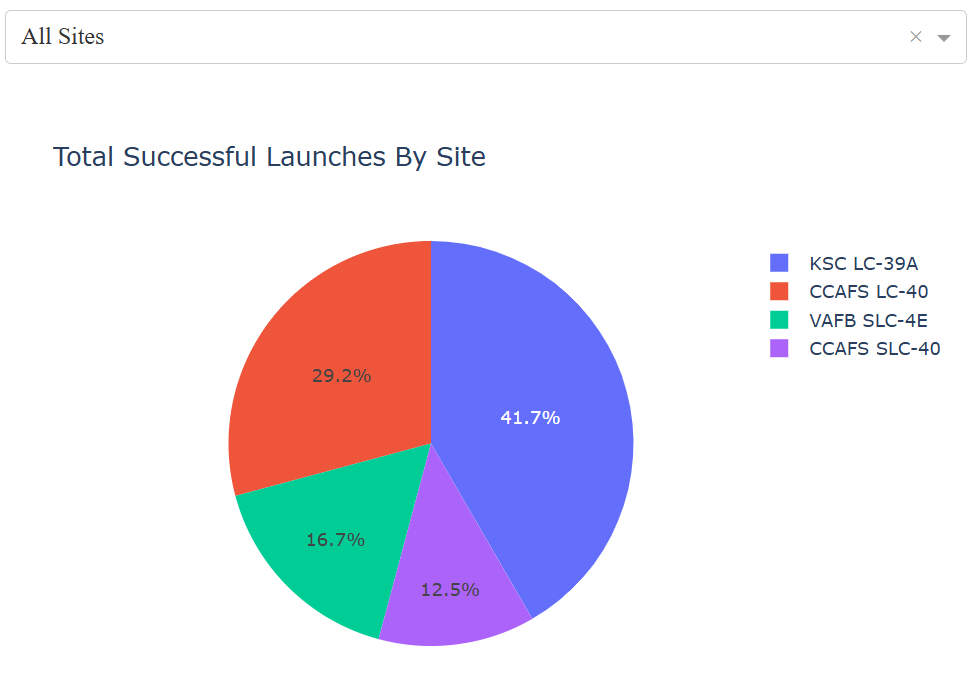 All Sites
Total Successful Launches By Site
KSC LC-39A
CCAFS LC-40
VAFB SLC-4E
CCAFS SLC-40
29.2%
41.7%
16.7%
12.5%